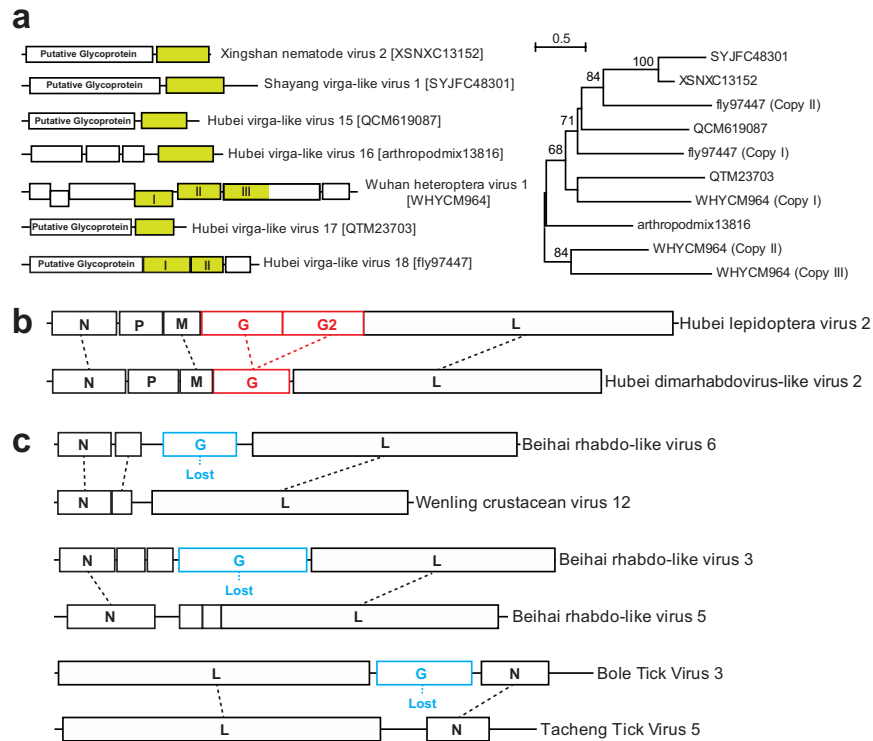 a
Putative Glycoprotein
Xingshan nematode virus 2 [XSNXC13152]
Putative Glycoprotein
Shayang virga-like virus 1 [SYJFC48301]
Putative Glycoprotein
Hubei virga-like virus 15 [QCM619087]
Hubei virga-like virus 16 [arthropodmix13816]
I II III
Wuhan heteroptera virus 1
[WHYCM964]
Putative Glycoprotein
Hubei virga-like virus 17 [QTM23703]
Putative Glycoprotein I II
Hubei virga-like virus 18 [fly97447]
0.5
100
84
71
68
84
SYJFC48301
XSNXC13152
fly97447 (Copy II)
QCM619087
fly97447 (Copy I)
QTM23703
WHYCM964 (Copy I)
arthropodmix13816
WHYCM964 (Copy II)
WHYCM964 (Copy III)
b
N P M G G2 L
Hubei lepidoptera virus 2
N P M G L
Hubei dimarhabdovirus-like virus 2
c
N G L
Beihai rhabdo-like virus 6
Lost
N L
Wenling crustacean virus 12
N G L
Beihai rhabdo-like virus 3
Lost
N L
Beihai rhabdo-like virus 5
L G N
Bole Tick Virus 3
Lost
L N
Tacheng Tick Virus 5